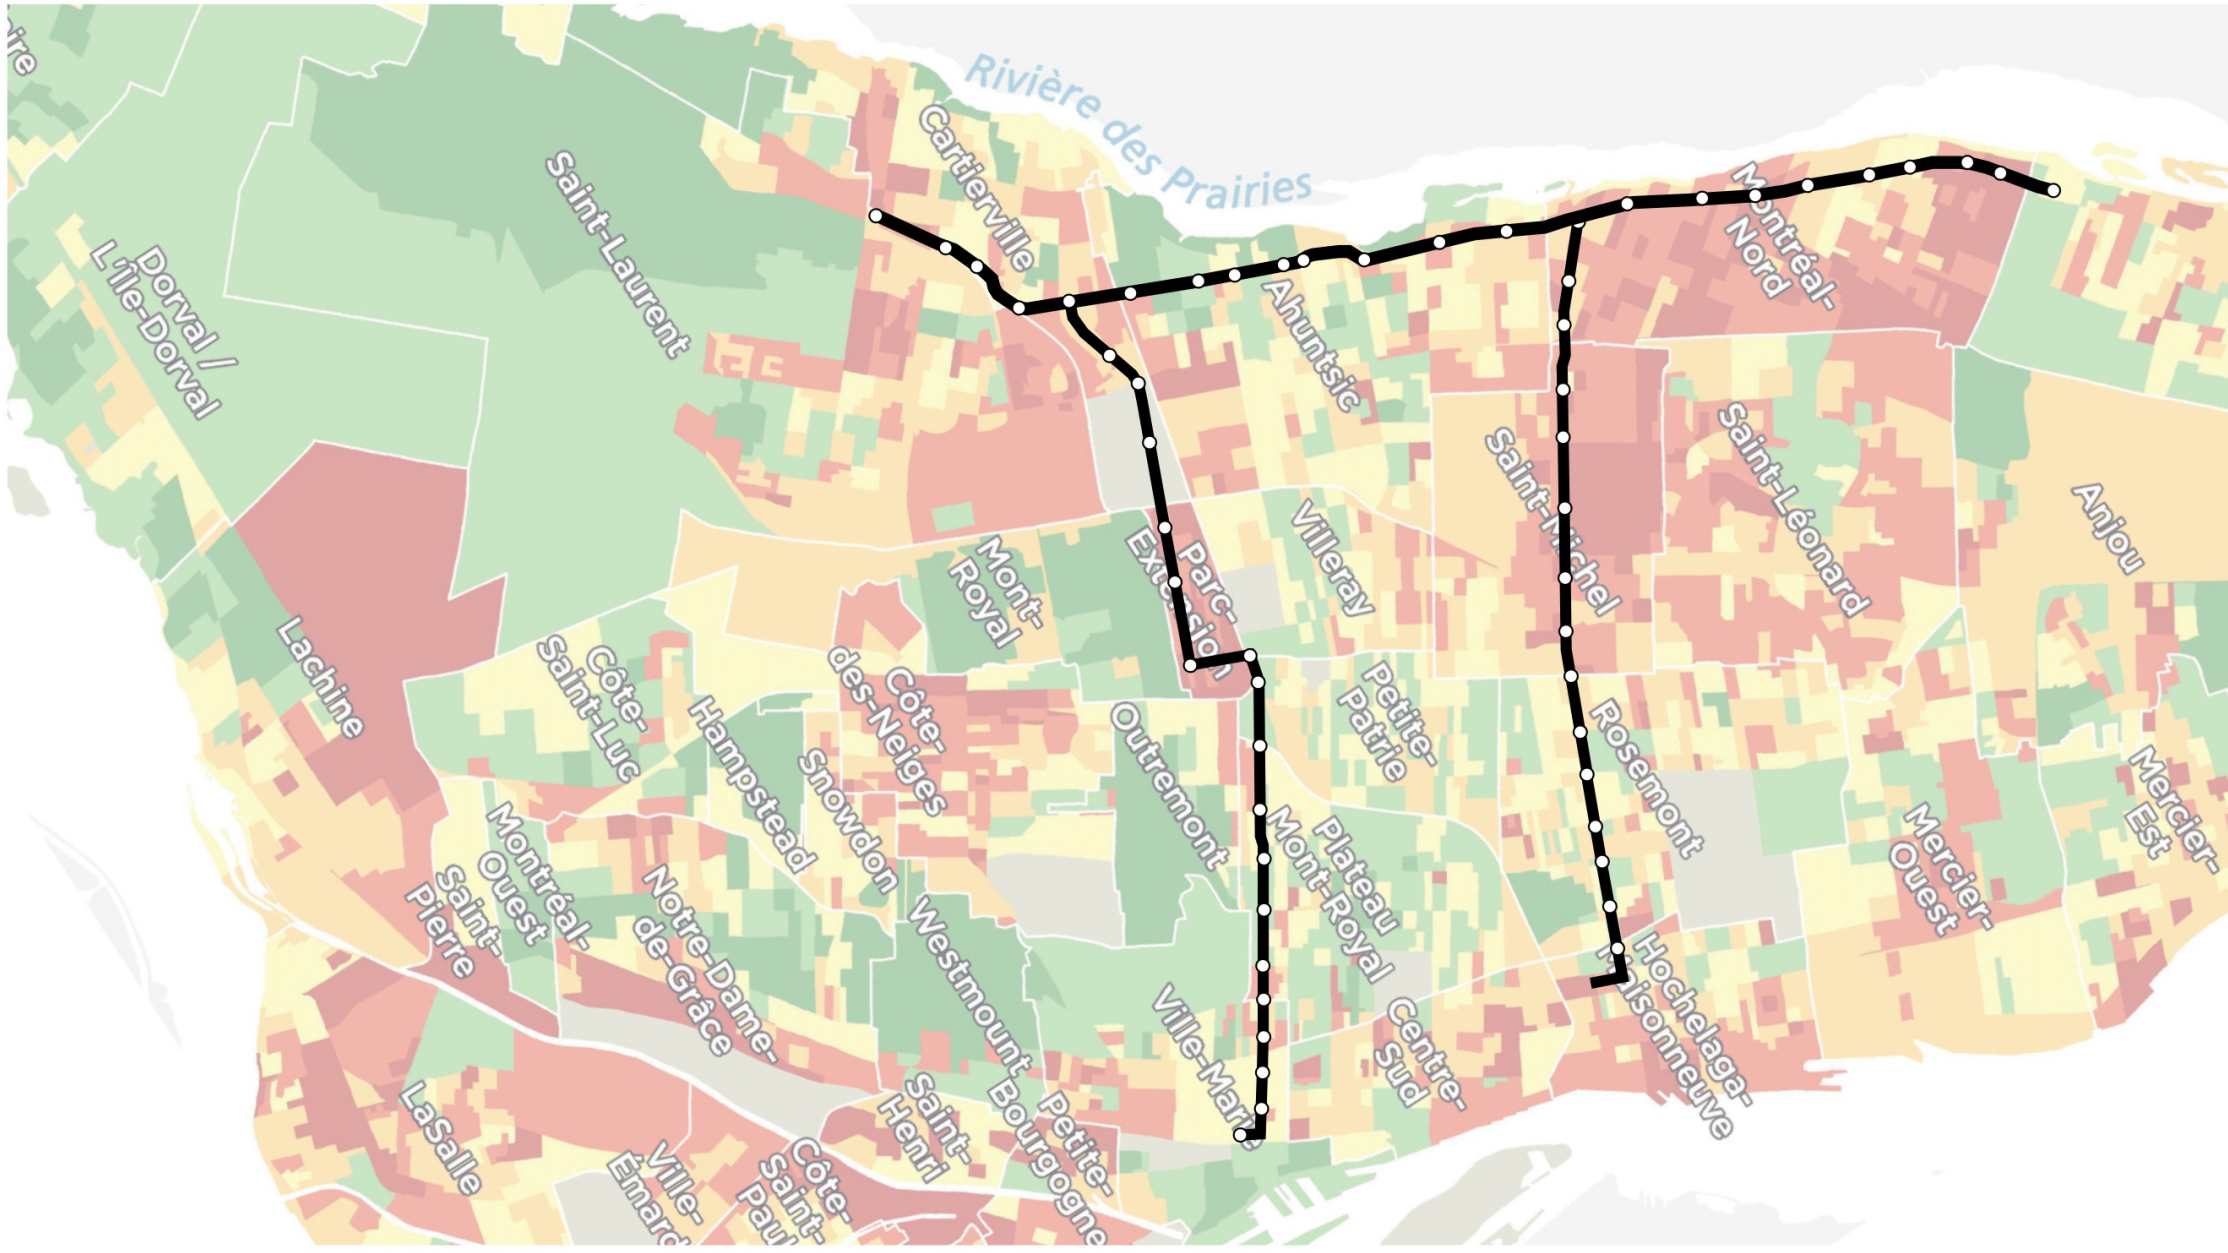 Rivière des Prairies
Cartierville
Saint-Laurent
Dorval /
L'Île-Dorval
Montréal-
Nord
Ahuntsic
Saint-Michel
Saint-Léonard
Anjou
Villeray
Parc-
Extension
Mont-
Royal
Lachine
Côte-
Saint-Luc
Hampstead
Côte-
des-Neiges
Snowdon
Outremont
Petite-
Patrie
Rosemont
Mercier-
Est
Mercier-
Ouest
Plateau
Mont-Royal
Montréal-
Ouest
Saint-
Pierre
Notre-Dame-
de-Grâce
Westmount
Ville-Marie
Centre-
Sud
Hochelaga-
Maisonneuve
LaSalle
Ville-
Émard
Côte-
Saint-
Paul
Saint-
Henri
Petite-
Bourgogne